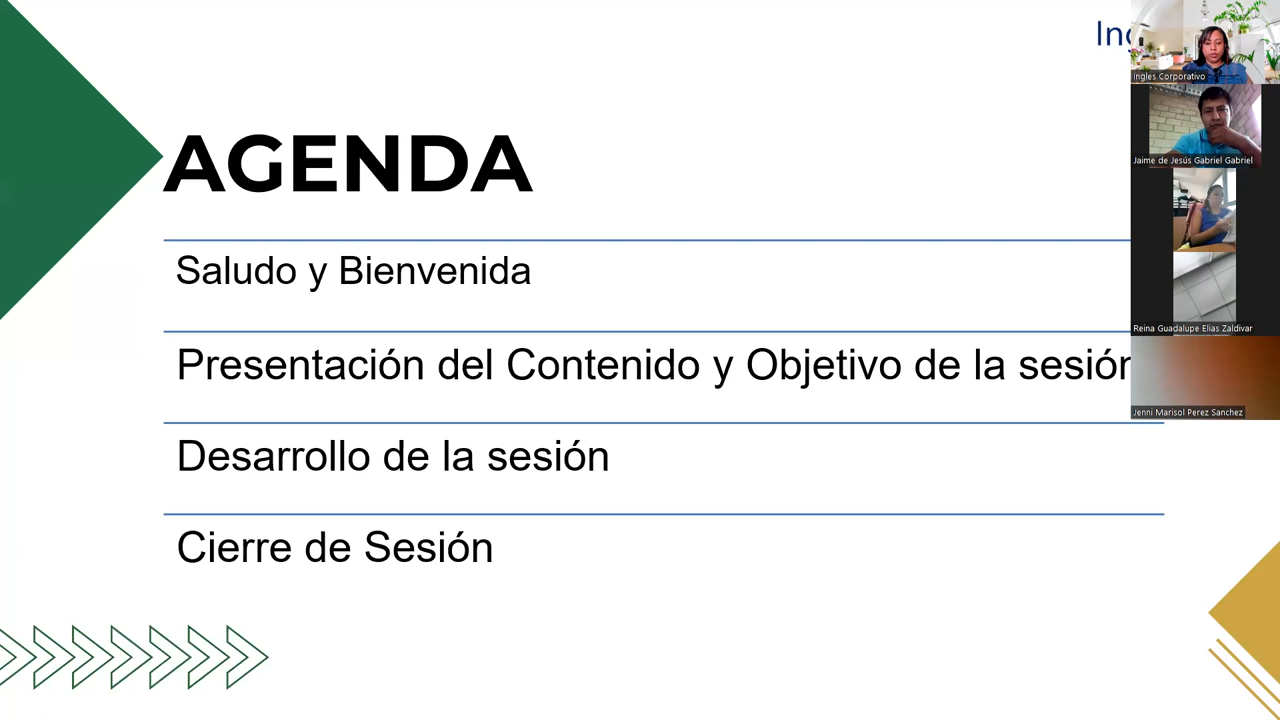 AGENDA
Saludo y Bienvenida
Presentación del Contenido y Objetivo de la sesión
Desarrollo de la sesión
Cierre de Sesión
Ingles Corporativo
Jaime de Jesús Gabriel Gabriel
Reina Guadalupe Elias Zaldivar
Jenni Marisol Perez Sanchez